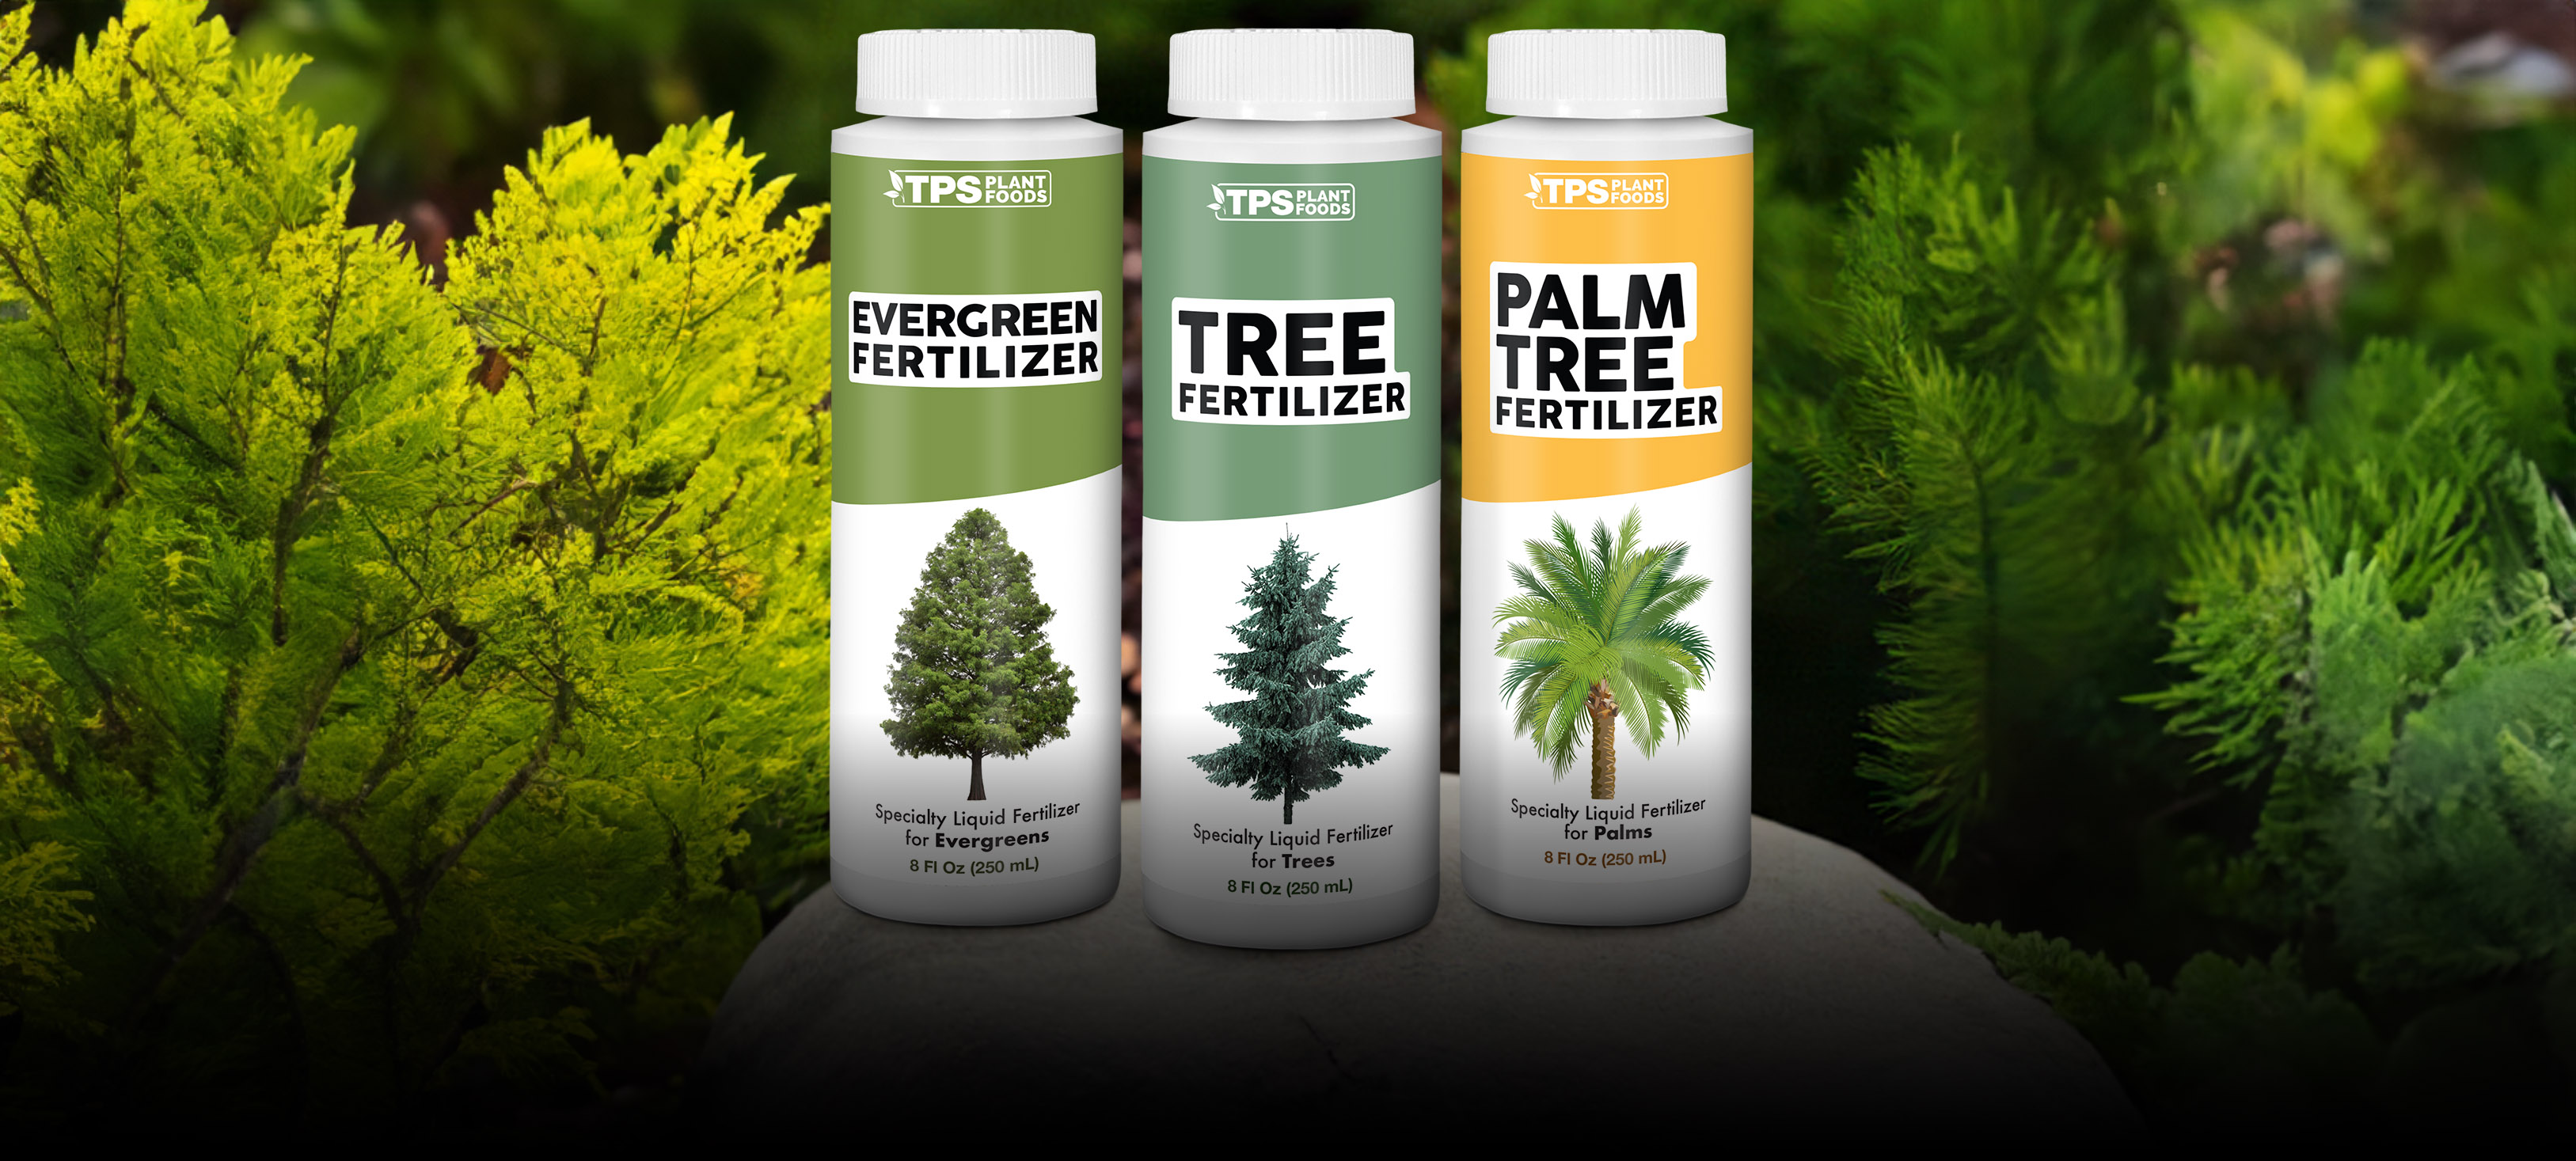 TPS PLANT FOODS
EVERGREEN
FERTILIZER
Specialty Liquid Fertilizer
for Evergreens
8 Fl Oz (250 mL)
TPS PLANT FOODS
TREE
FERTILIZER
Specialty Liquid Fertilizer
for Trees
8 Fl Oz (250 mL)
TPS PLANT FOODS
PALM
TREE
FERTILIZER
Specialty Liquid Fertilizer
for Palms
8 Fl Oz (250 mL)